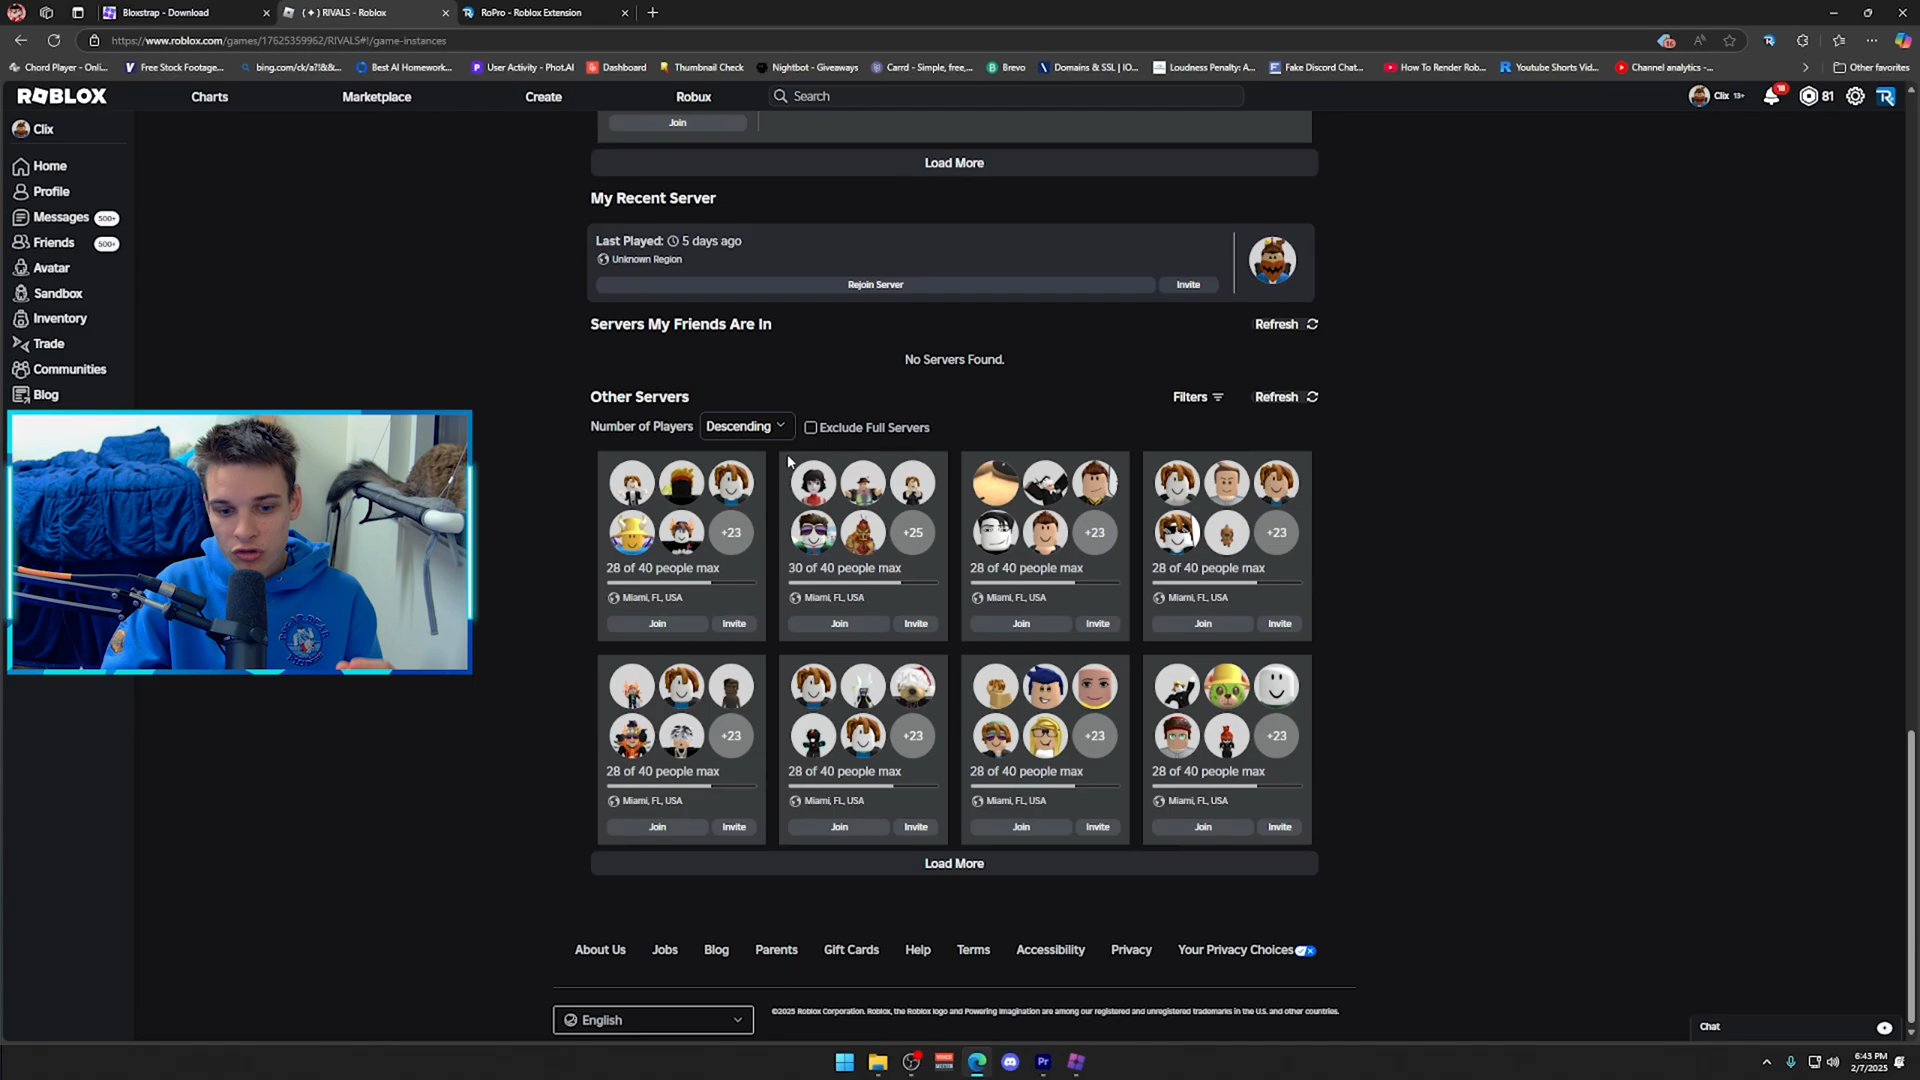 Bloxstrap - Download
( ✦ ) RIVALS - Roblox
RoPro - Roblox Extension
https://www.roblox.com/games/17625359962/RIVALS#!/game-instances
Chord Player - Onli...
Free Stock Footage...
bing.com/ck/a?!&&...
Best AI Homework...
User Activity - Phot.AI
Dashboard
Thumbnail Check
Nightbot - Giveaways
Carrd - Simple, free,...
Brevo
Domains & SSL | IO...
Loudness Penalty: A...
Fake Discord Chat...
How To Render Rob...
Youtube Shorts Vid...
Channel analytics -...
Other favorites
ROBLOX
Charts
Marketplace
Create
Robux
Search
Clix 13+
18
81
Clix
Home
Profile
Messages 500+
Friends 500+
Avatar
Sandbox
Inventory
Trade
Communities
Blog
Join
Load More
My Recent Server
Last Played: 5 days ago
Unknown Region
Rejoin Server
Invite
Servers My Friends Are In
Refresh
No Servers Found.
Other Servers
Filters
Refresh
Number of Players
Descending
Exclude Full Servers
+23
+25
+23
+23
28 of 40 people max
30 of 40 people max
28 of 40 people max
28 of 40 people max
Miami, FL, USA
Miami, FL, USA
Miami, FL, USA
Miami, FL, USA
Join Invite
Join Invite
Join Invite
Join Invite
+23
+23
+23
+23
28 of 40 people max
28 of 40 people max
28 of 40 people max
28 of 40 people max
Miami, FL, USA
Miami, FL, USA
Miami, FL, USA
Miami, FL, USA
Join Invite
Join Invite
Join Invite
Join Invite
Load More
About Us
Jobs
Blog
Parents
Gift Cards
Help
Terms
Accessibility
Privacy
Your Privacy Choices
English
©2025 Roblox Corporation. Roblox, the Roblox logo and Powering Imagination are among our registered and unregistered trademarks in the U.S. and other countries.
Chat
6:43 PM
2/7/2025